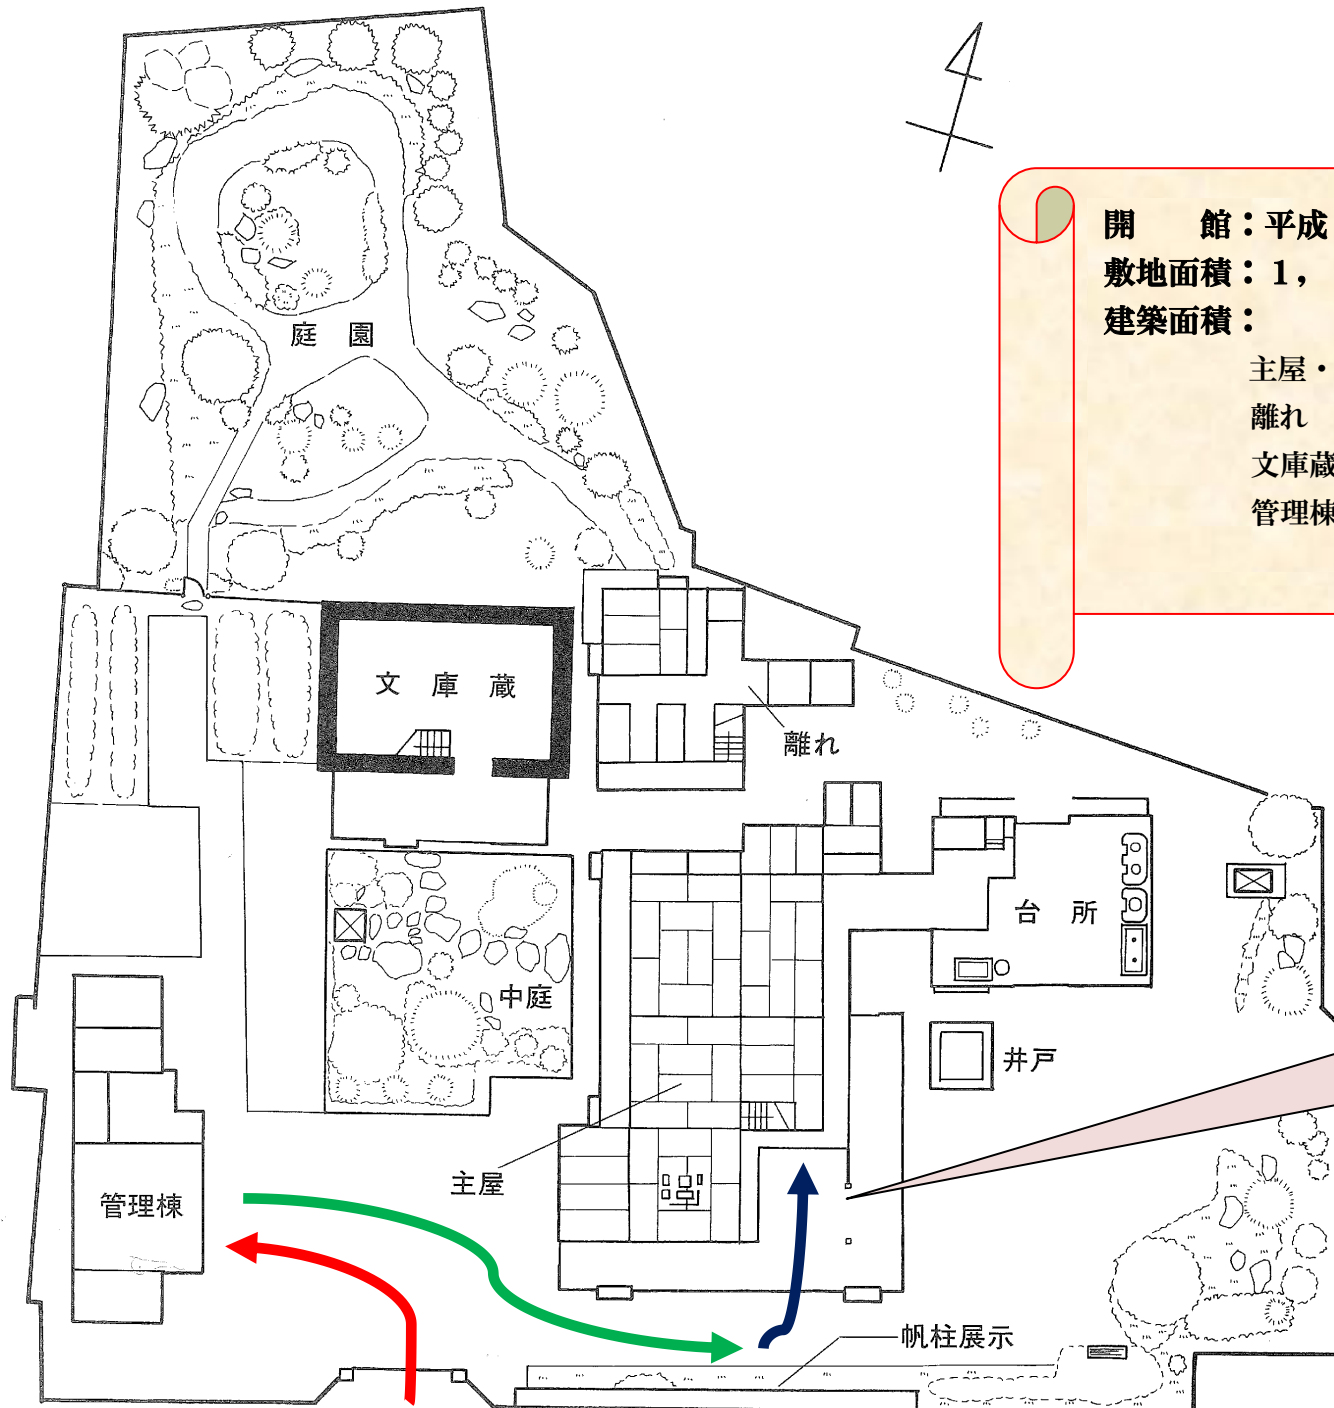 開　　館：平成
敷地面積：１，
建築面積：
主屋・
離れ
文庫蔵
管理棟
庭園
文庫蔵
離れ
台所
中庭
井戸
主屋
管理棟
帆柱展示